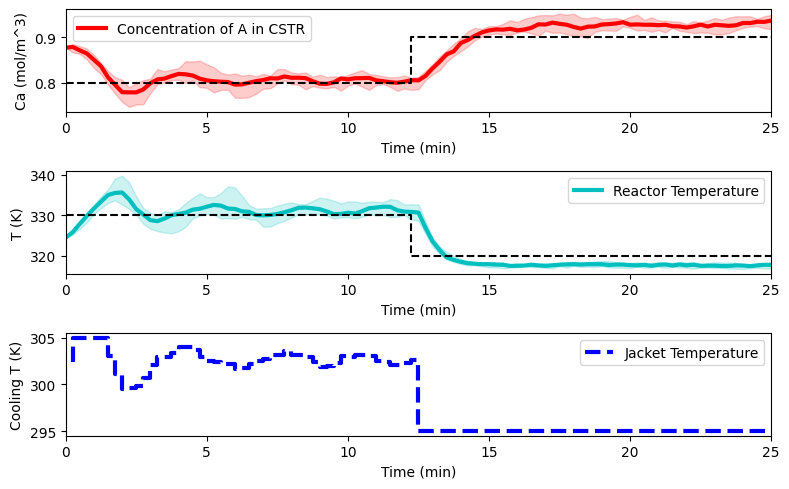 Ca (mol/m^3)
0.9
0.8
Concentration of A in CSTR
0 5 10 15 20 25
Time (min)
T (K)
340
330
320
Reactor Temperature
0 5 10 15 20 25
Time (min)
Cooling T (K)
305
300
295
Jacket Temperature
0 5 10 15 20 25
Time (min)